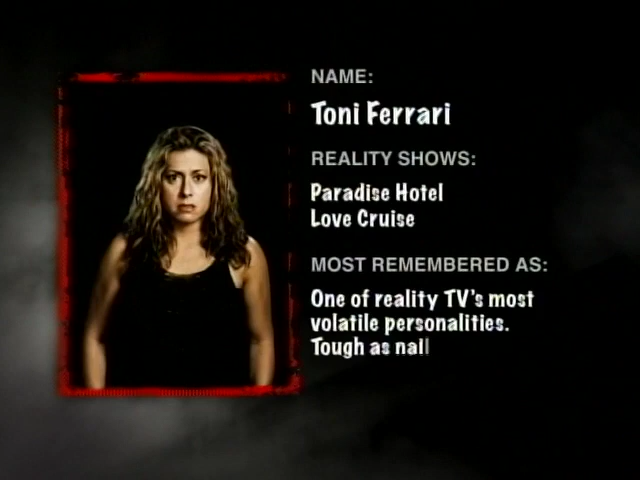 NAME:
Toni Ferrari
REALITY SHOWS:
Paradise Hotel
Love Cruise
MOST REMEMBERED AS:
One of reality TV's most
volatile personalities.
Tough as nail